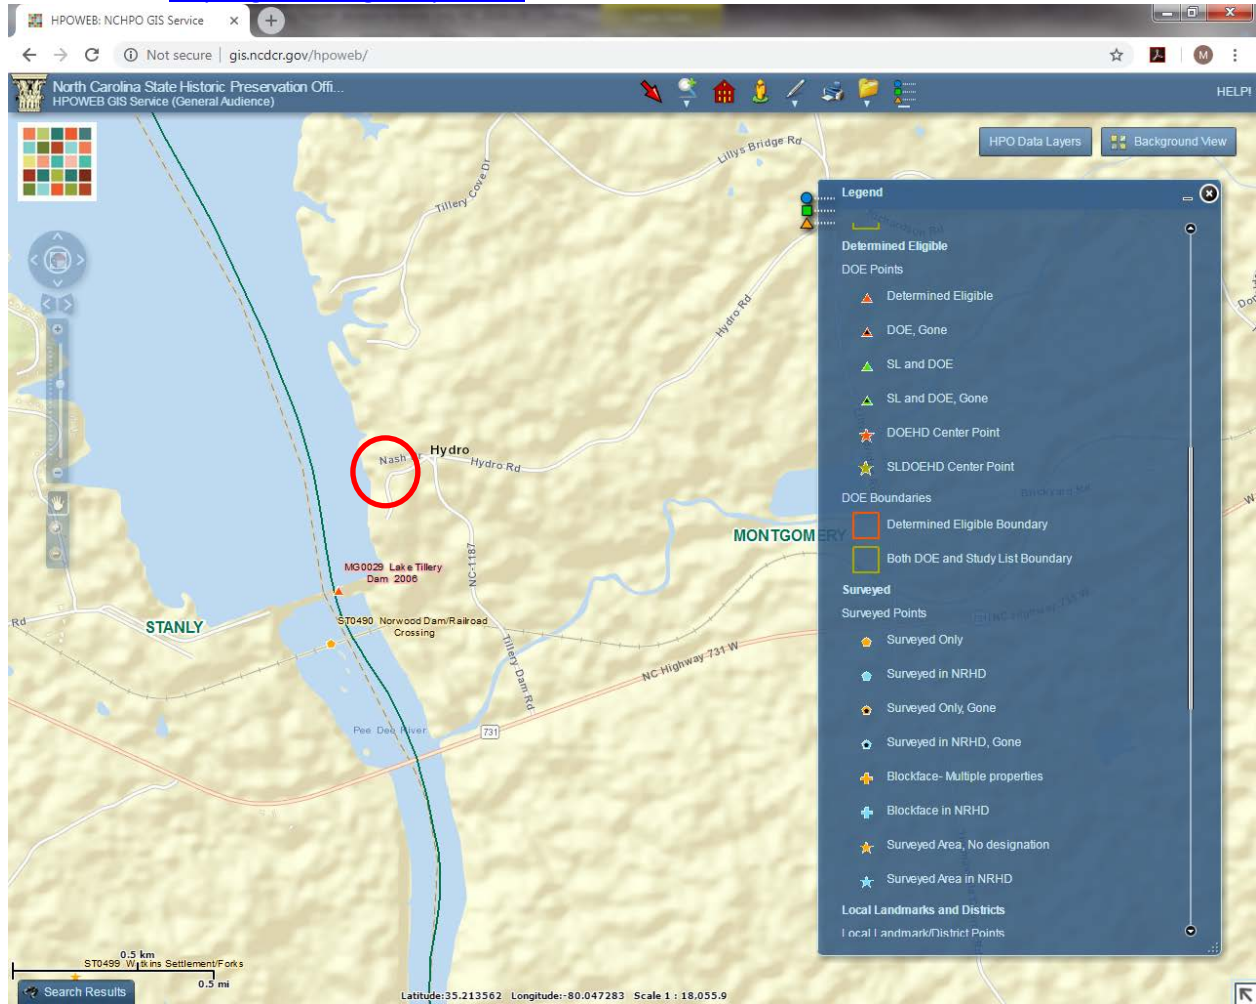 HPOWEB: NCHPO GIS Service
Not secure | gis.ncdcr.gov/hpoweb/
M
North Carolina State Historic Preservation Offi...
HPOWEB GIS Service (General Audience)
HELP!
HPO Data Layers
Background View
Lillys Bridge Rd
Tillery Cove Dr
Hydro Rd
Nash
Hydro
Hydro Rd
NC-1187
MONTGOMERY
MG0029 Lake Tillery
Dam 2006
ST0490 Norwood Dam/Railroad
Crossing
Rd
STANLY
Tillery Dam Rd
NC Highway 731 W
Pee Dee River
731
Legend
Determined Eligible
DOE Points
Determined Eligible
DOE, Gone
SL and DOE
SL and DOE, Gone
DOEHD Center Point
SLDOEHD Center Point
DOE Boundaries
Determined Eligible Boundary
Both DOE and Study List Boundary
Surveyed
Surveyed Points
Surveyed Only
Surveyed in NRHD
Surveyed Only, Gone
Surveyed in NRHD, Gone
Blockface- Multiple properties
Blockface in NRHD
Surveyed Area, No designation
Surveyed Area in NRHD
Local Landmarks and Districts
Local Landmark/District Points
0.5 km
ST0499 Watkins Settlement/Forks
0.5 mi
Search Results
Latitude:35.213562 Longitude:-80.047283 Scale 1 : 18,055.9